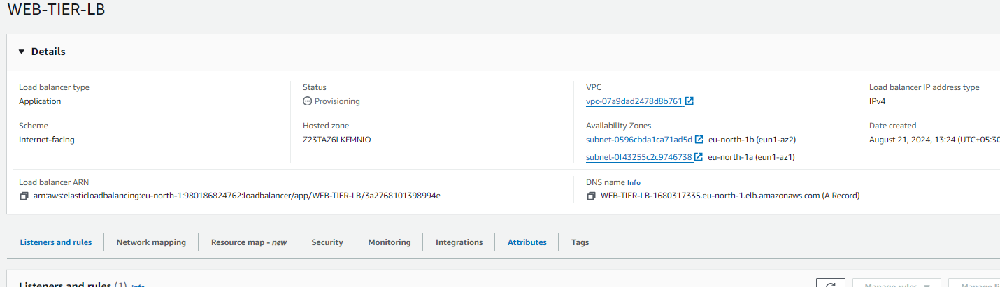 WEB-TIER-LB
Details
Load balancer type
Application
Status
Provisioning
VPC
vpc-07a9dad2478d8b761
Load balancer IP address type
IPv4
Scheme
Internet-facing
Hosted zone
Z23TAZ6LKFMNIO
Availability Zones
subnet-0596cbda1ca71ad5d eu-north-1b (eun1-az2)
subnet-0f43255c2c9746738 eu-north-1a (eun1-az1)
Date created
August 21, 2024, 13:24 (UTC+05:30
Load balancer ARN
arn:aws:elasticloadbalancing:eu-north-1:980186824762:loadbalancer/app/WEB-TIER-LB/3a2768101398994e
DNS name Info
WEB-TIER-LB-1680317335.eu-north-1.elb.amazonaws.com (A Record)
Listeners and rules Network mapping Resource map - new Security Monitoring Integrations Attributes Tags
Listeners and rules (1) Info
Manage rules
Manage li